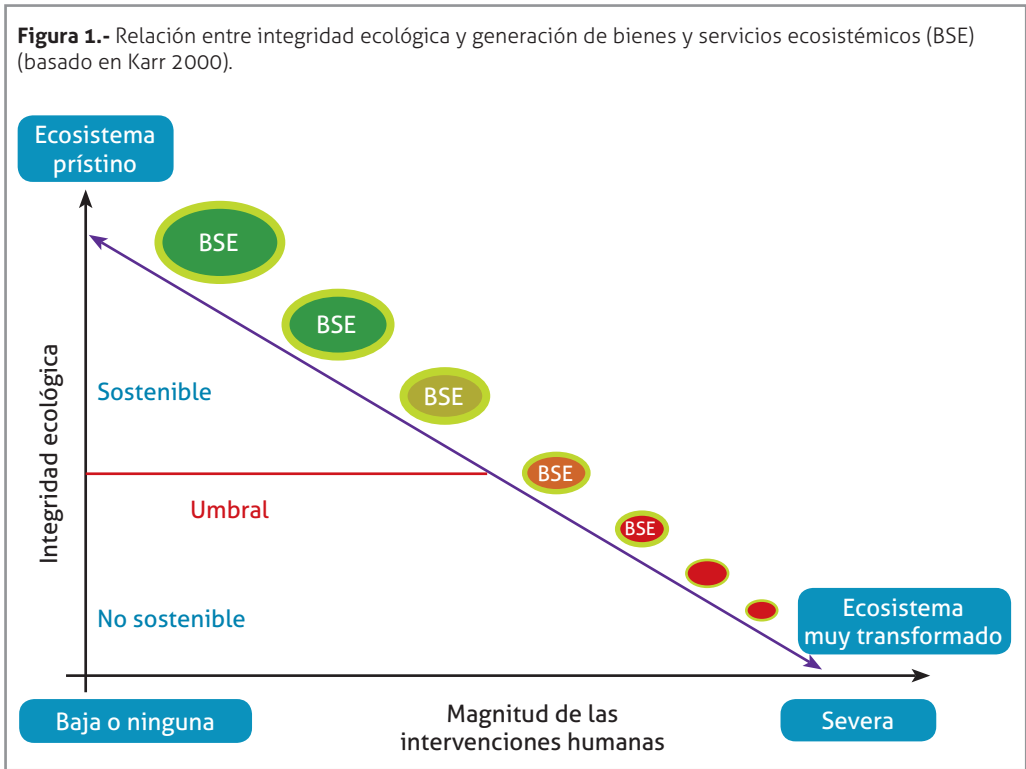 Figura 1.- Relación entre integridad ecológica y generación de bienes y servicios ecosistémicos (BSE)
(basado en Karr 2000).
Ecosistema
prístino
BSE
BSE
BSE
BSE
BSE
Integridad ecológica
Sostenible
Umbral
No sostenible
Ecosistema
muy transformado
Baja o ninguna
Magnitud de las
intervenciones humanas
Severa